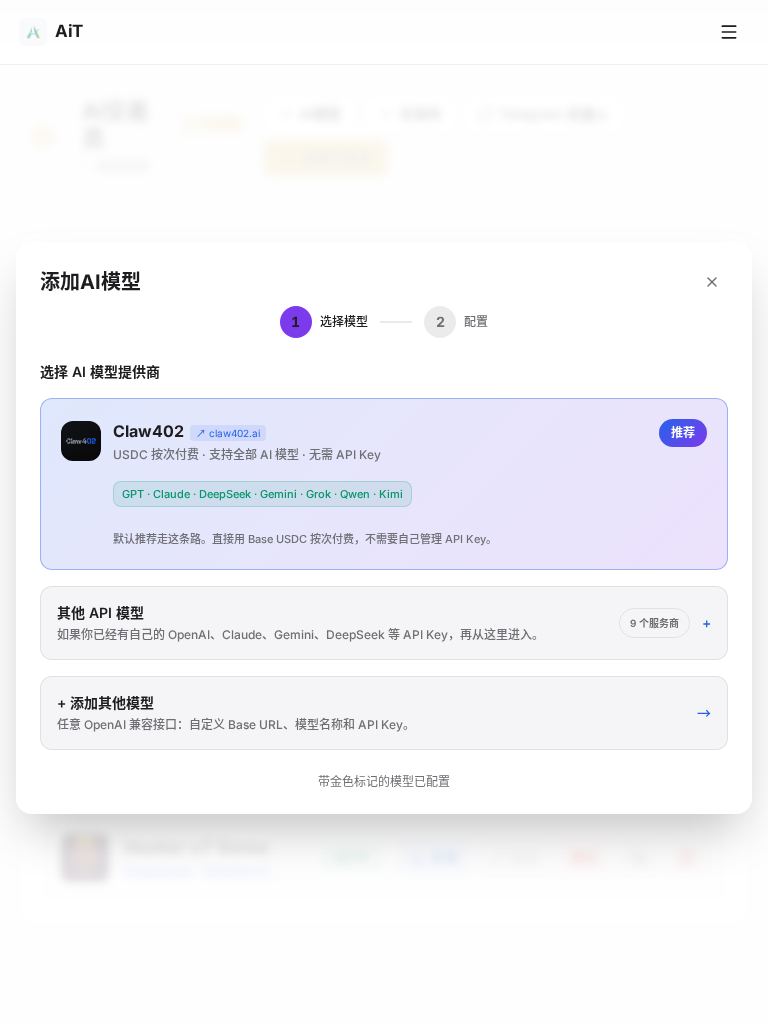 AiT
添加AI模型
1 选择模型 2 配置
选择 AI 模型提供商
Claw402
Claw402 ↗ claw402.ai
推荐
USDC 按次付费 · 支持全部 AI 模型 · 无需 API Key
GPT · Claude · DeepSeek · Gemini · Grok · Qwen · Kimi
默认推荐走这条路。直接用 Base USDC 按次付费，不需要自己管理 API Key。
其他 API 模型
如果你已经有自己的 OpenAI、Claude、Gemini、DeepSeek 等 API Key，再从这里进入。
9 个服务商 +
+ 添加其他模型
任意 OpenAI 兼容接口：自定义 Base URL、模型名称和 API Key。
→
带金色标记的模型已配置